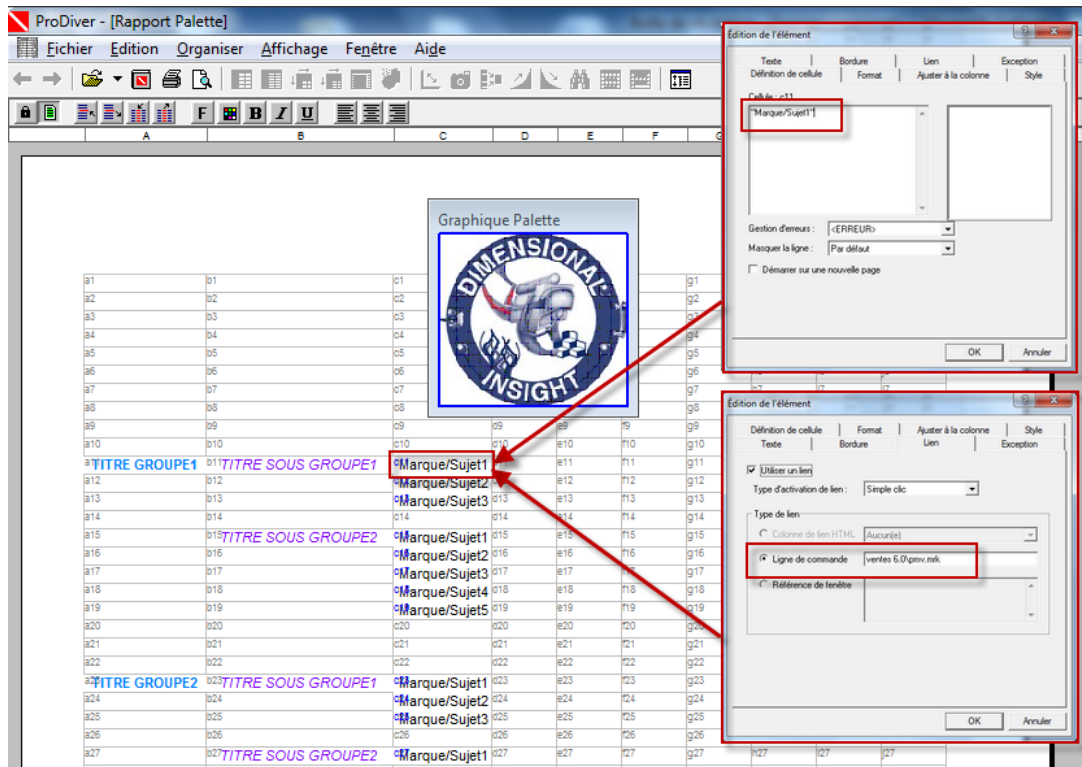 ProDiver - [Rapport Palette]
Fichier Edition Organiser Affichage Fenêtre Aide
F B I U
A B C D E F G
Graphique Palette
DIMENSIONAL
INSIGHT
a1 b1 c1 g1
a2 b2 c2 g2
a3 b3 c3 g3
a4 b4 c4 g4
a5 b5 c5 g5
a6 b6 c6 g6
a7 b7 c7 g7
a8 b8 c8 g8
a9 b9 c9 d9 e9 f9 g9
a10 b10 c10 d10 e10 f10 g10
TITRE GROUPE1 b11 TITRE SOUS GROUPE1 Marque/Sujet1 e11 f11 g11
a12 b12 Marque/Sujet2 e12 f12 g12
a13 b13 Marque/Sujet3 d13 e13 f13 g13
a14 b14 c14 d14 e14 f14 g14
a15 b15 TITRE SOUS GROUPE2 Marque/Sujet1 d15 e15 f15 g15
a16 b16 Marque/Sujet2 d16 e16 f16 g16
a17 b17 Marque/Sujet3 d17 e17 f17 g17
a18 b18 Marque/Sujet4 d18 e18 f18 g18
a19 b19 Marque/Sujet5 d19 e19 f19 g19
a20 b20 c20 d20 e20 f20 g20
a21 b21 c21 d21 e21 f21 g21
a22 b22 c22 d22 e22 f22 g22
TITRE GROUPE2 b23 TITRE SOUS GROUPE1 Marque/Sujet1 d23 e23 f23 g23
a24 b24 Marque/Sujet2 d24 e24 f24 g24
a25 b25 Marque/Sujet3 d25 e25 f25 g25
a26 b26 c26 d26 e26 f26 g26
a27 b27 TITRE SOUS GROUPE2 Marque/Sujet1 d27 e27 f27 g27 h27 i27 j27
Édition de l'élément
Texte Bordure Lien Exception
Définition de cellule Format Ajuster à la colonne Style
Cellule : c11
"Marque/Sujet1"
Gestion d'erreurs : <ERREUR>
Masquer la ligne : Par défaut
Démarrer sur une nouvelle page
OK Annuler
Édition de l'élément
Définition de cellule Format Ajuster à la colonne Style
Texte Bordure Lien Exception
Utiliser un lien
Type d'activation de lien : Simple clic
Type de lien
Colonne de lien HTML Aucun(e)
Ligne de commande ventes 6.0\pmv.mrk
Référence de fenêtre
OK Annuler